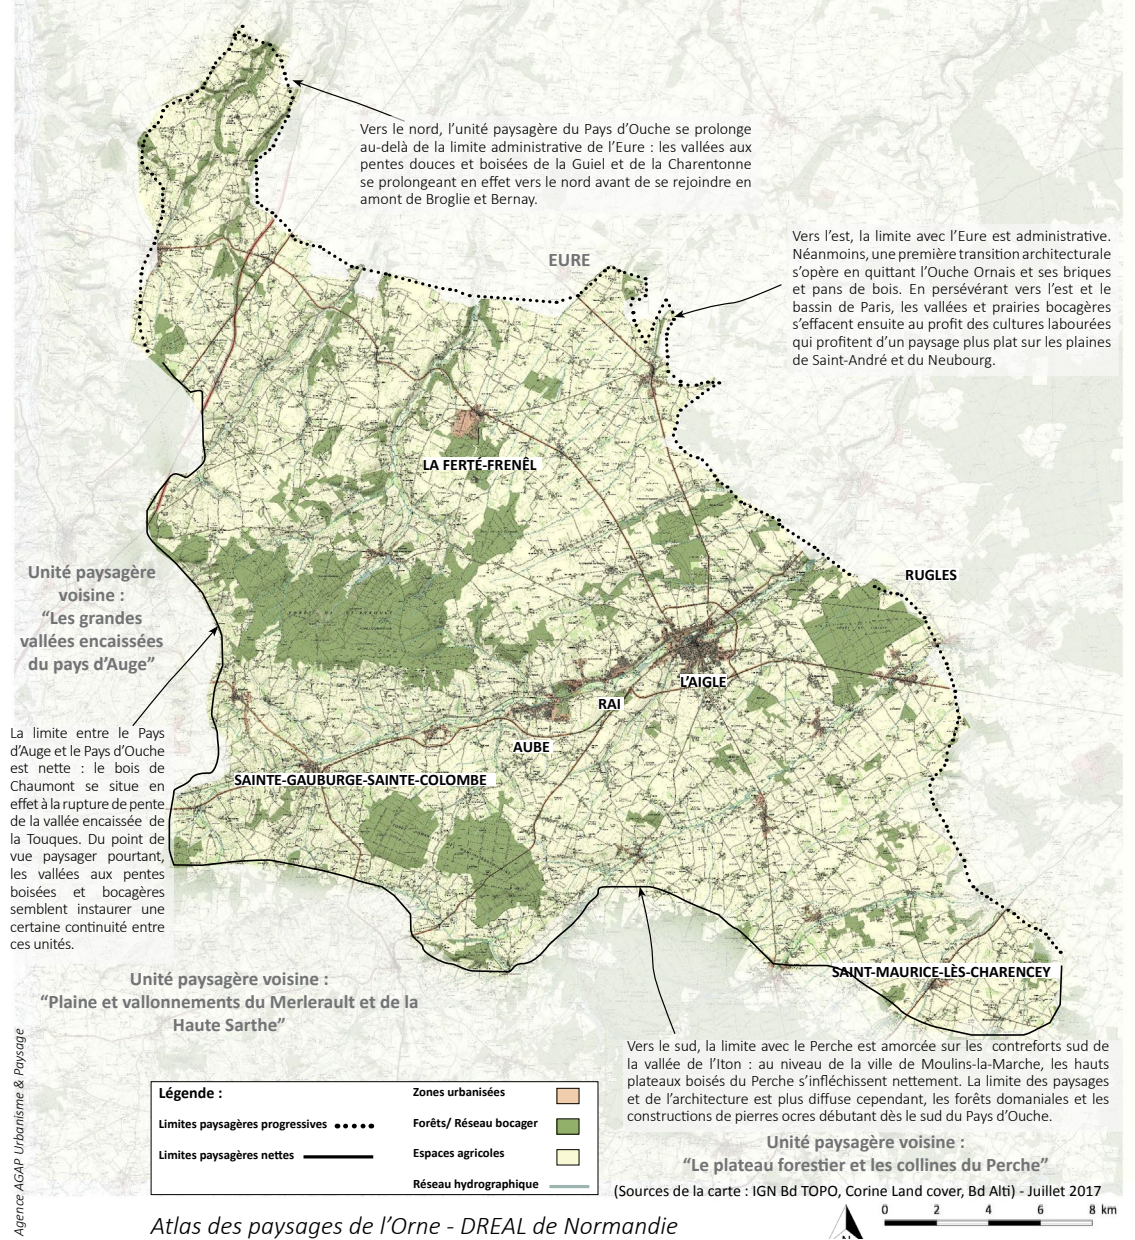 Vers le nord, l’unité paysagère du Pays d’Ouche se prolonge
au-delà de la limite administrative de l’Eure : les vallées aux
pentes douces et boisées de la Guiel et de la Charentonne
se prolongeant en effet vers le nord avant de se rejoindre en
amont de Broglie et Bernay.
EURE
Vers l’est, la limite avec l’Eure est administrative.
Néanmoins, une première transition architecturale
s’opère en quittant l’Ouche Ornais et ses briques
et pans de bois. En persévérant vers l’est et le
bassin de Paris, les vallées et prairies bocagères
s’effacent ensuite au profit des cultures labourées
qui profitent d’un paysage plus plat sur les plaines
de Saint-André et du Neubourg.
LA FERTÉ-FRENÊL
Unité paysagère
voisine :
“Les grandes
vallées encaissées
du pays d’Auge”
RUGLES
L’AIGLE
RAI
AUBE
SAINTE-GAUBURGE-SAINTE-COLOMBE
La limite entre le Pays
d’Auge et le Pays d’Ouche
est nette : le bois de
Chaumont se situe en
effet à la rupture de pente
de la vallée encaissée de
la Touques. Du point de
vue paysager pourtant,
les vallées aux pentes
boisées et bocagères
semblent instaurer une
certaine continuité entre
ces unités.
SAINT-MAURICE-LÈS-CHARENCEY
Unité paysagère voisine :
“Plaine et vallonnements du Merlerault et de la
Haute Sarthe”
Vers le sud, la limite avec le Perche est amorcée sur les contreforts sud de
la vallée de l’Iton : au niveau de la ville de Moulins-la-Marche, les hauts
plateaux boisés du Perche s’infléchissent nettement. La limite des paysages
et de l’architecture est plus diffuse cependant, les forêts domaniales et les
constructions de pierres ocres débutant dès le sud du Pays d’Ouche.
Unité paysagère voisine :
“Le plateau forestier et les collines du Perche”
Légende :
Limites paysagères progressives
Limites paysagères nettes
Zones urbanisées
Forêts/ Réseau bocager
Espaces agricoles
Réseau hydrographique
(Sources de la carte : IGN Bd TOPO, Corine Land cover, Bd Alti) - Juillet 2017
0 2 4 6 8 km
N
Atlas des paysages de l’Orne - DREAL de Normandie
Agence AGAP Urbanisme & Paysage